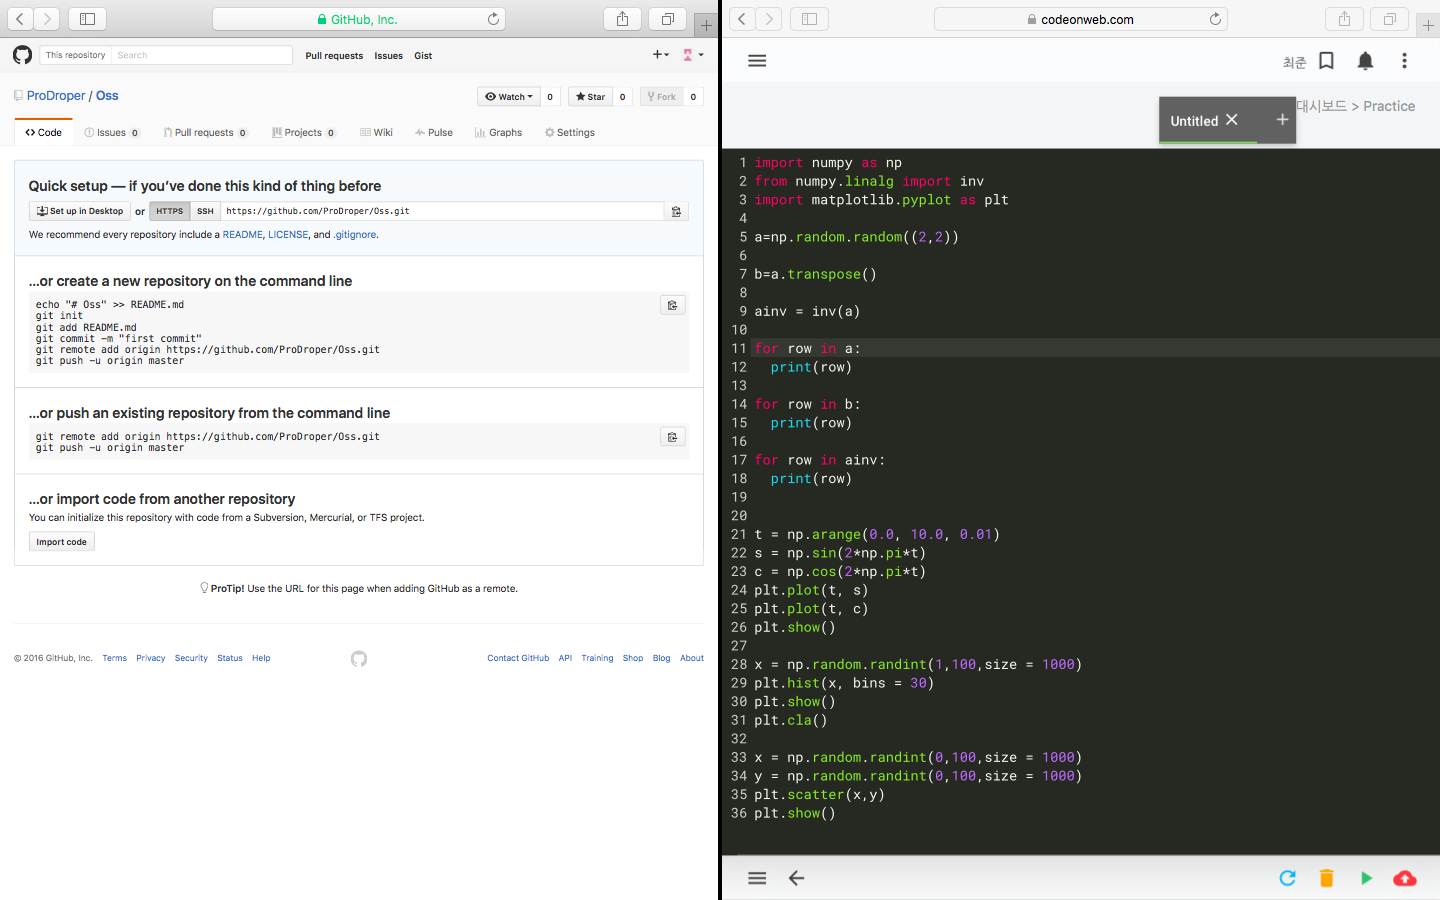 GitHub, Inc.
This repository Search Pull requests Issues Gist
ProDroper / Oss
Watch 0 Star 0 Fork 0
Code Issues 0 Pull requests 0 Projects 0 Wiki Pulse Graphs Settings
Quick setup — if you’ve done this kind of thing before
Set up in Desktop or HTTPS SSH https://github.com/ProDroper/Oss.git
We recommend every repository include a README, LICENSE, and .gitignore.
…or create a new repository on the command line
echo "# Oss" >> README.md
git init
git add README.md
git commit -m "first commit"
git remote add origin https://github.com/ProDroper/Oss.git
git push -u origin master
…or push an existing repository from the command line
git remote add origin https://github.com/ProDroper/Oss.git
git push -u origin master
…or import code from another repository
You can initialize this repository with code from a Subversion, Mercurial, or TFS project.
Import code
ProTip! Use the URL for this page when adding GitHub as a remote.
© 2016 GitHub, Inc. Terms Privacy Security Status Help Contact GitHub API Training Shop Blog About
codeonweb.com
최준
대시보드 > Practice
Untitled
1 import numpy as np
2 from numpy.linalg import inv
3 import matplotlib.pyplot as plt
4
5 a=np.random.random((2,2))
6
7 b=a.transpose()
8
9 ainv = inv(a)
10
11 for row in a:
12   print(row)
13
14 for row in b:
15   print(row)
16
17 for row in ainv:
18   print(row)
19
20
21 t = np.arange(0.0, 10.0, 0.01)
22 s = np.sin(2*np.pi*t)
23 c = np.cos(2*np.pi*t)
24 plt.plot(t, s)
25 plt.plot(t, c)
26 plt.show()
27
28 x = np.random.randint(1,100,size = 1000)
29 plt.hist(x, bins = 30)
30 plt.show()
31 plt.cla()
32
33 x = np.random.randint(0,100,size = 1000)
34 y = np.random.randint(0,100,size = 1000)
35 plt.scatter(x,y)
36 plt.show()